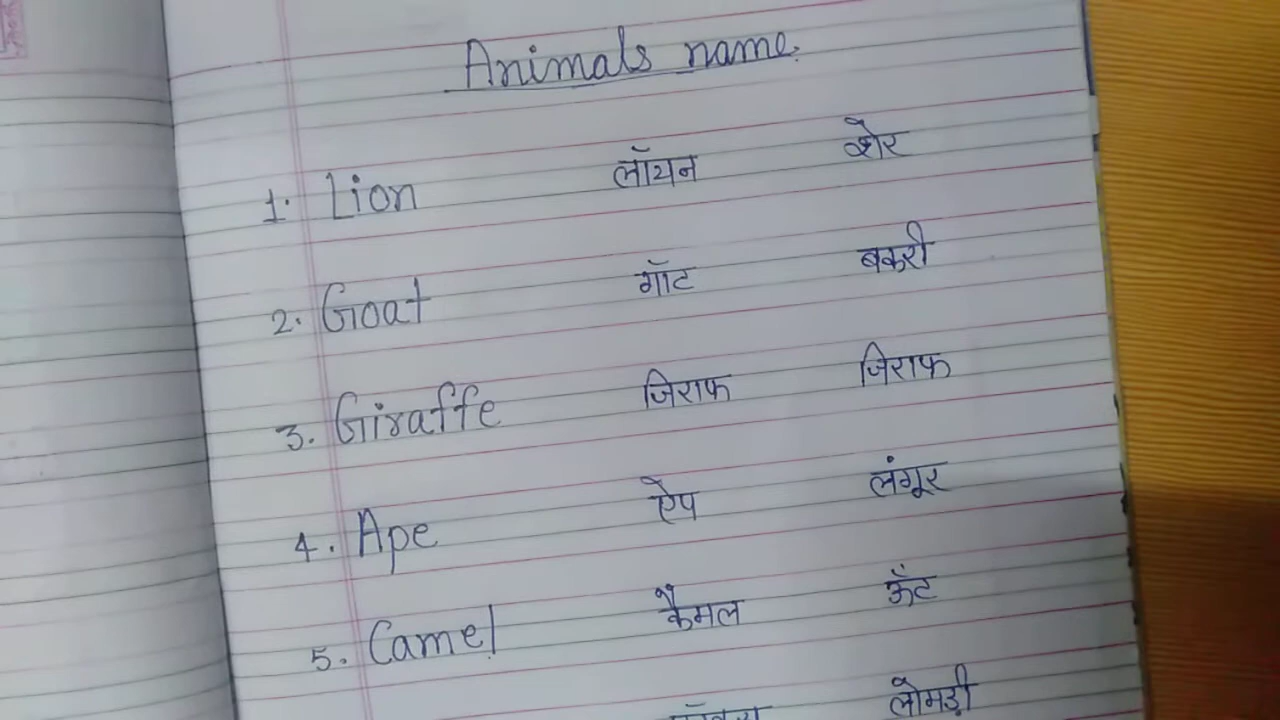 Animals name.
1. Lion लॉयन शेर
2. Goat गॉट बकरी
3. Giraffe जिराफ जिराफ
4. Ape ऐप लंगूर
5. Camel कैमल ऊँट
लोमड़ी